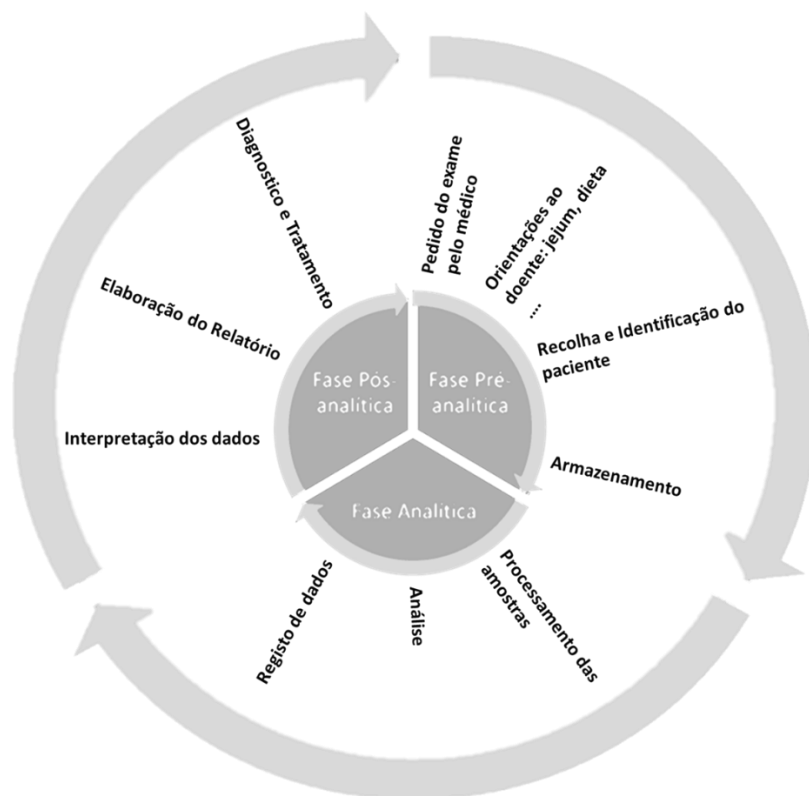 Pedido do exame
pelo médico
Orientações ao
doente: jejum, dieta
....
Recolha e Identificação do
paciente
Armazenamento
Processamento das
amostras
Análise
Registo de dados
Interpretação dos dados
Elaboração do Relatório
Diagnostico e Tratamento
Fase Pós-
analítica
Fase Pré-
analítica
Fase Analítica